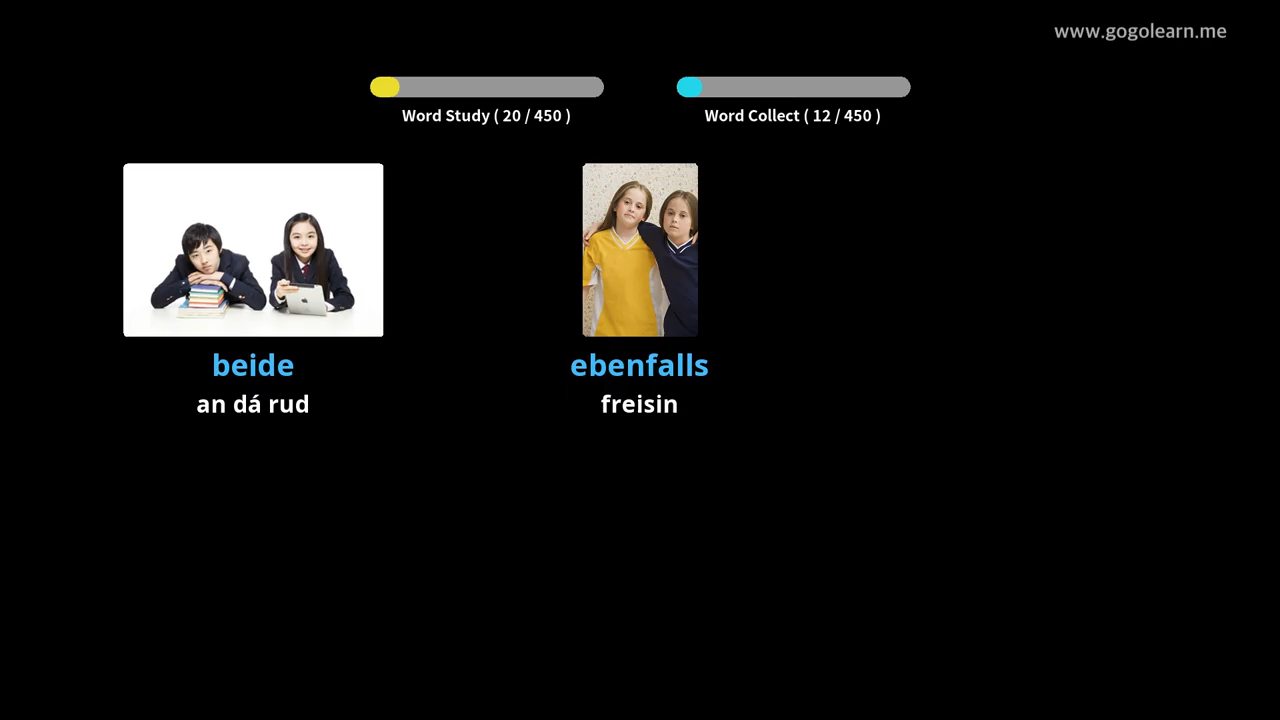 www.gogolearn.me
Word Study ( 20 / 450 )
Word Collect ( 12 / 450 )
beide
an dá rud
ebenfalls
freisin